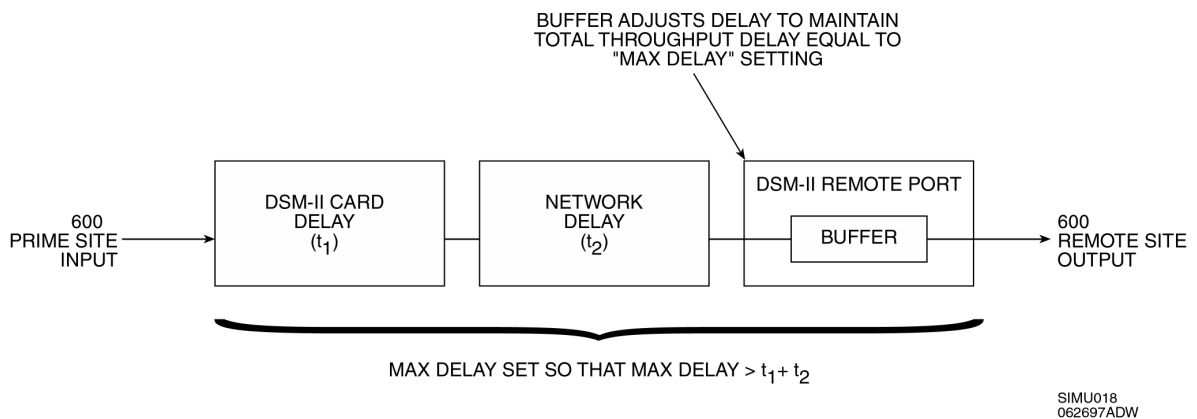 BUFFER ADJUSTS DELAY TO MAINTAIN
TOTAL THROUGHPUT DELAY EQUAL TO
"MAX DELAY" SETTING
600
PRIME SITE
INPUT
DSM-II CARD
DELAY
(t1)
NETWORK
DELAY
(t2)
DSM-II REMOTE PORT
BUFFER
600
REMOTE SITE
OUTPUT
MAX DELAY SET SO THAT MAX DELAY > t1+ t2
SIMU018
062697ADW